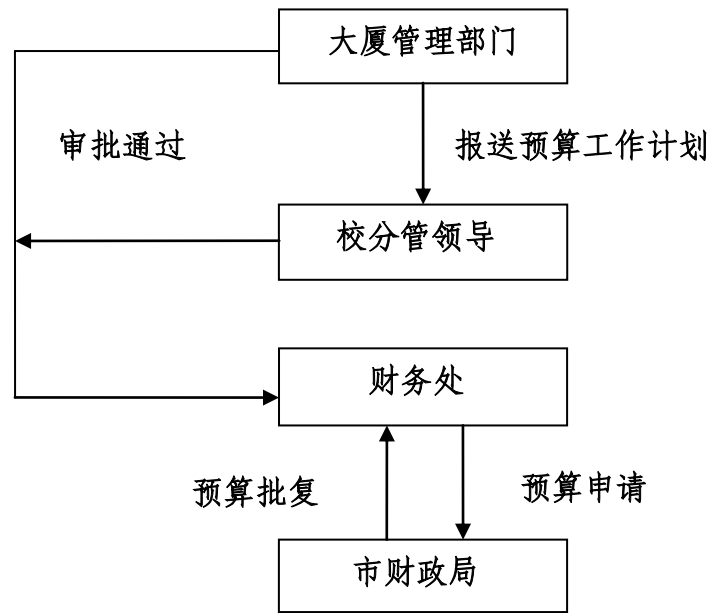 大厦管理部门
审批通过
报送预算工作计划
校分管领导
财务处
预算批复
预算申请
市财政局